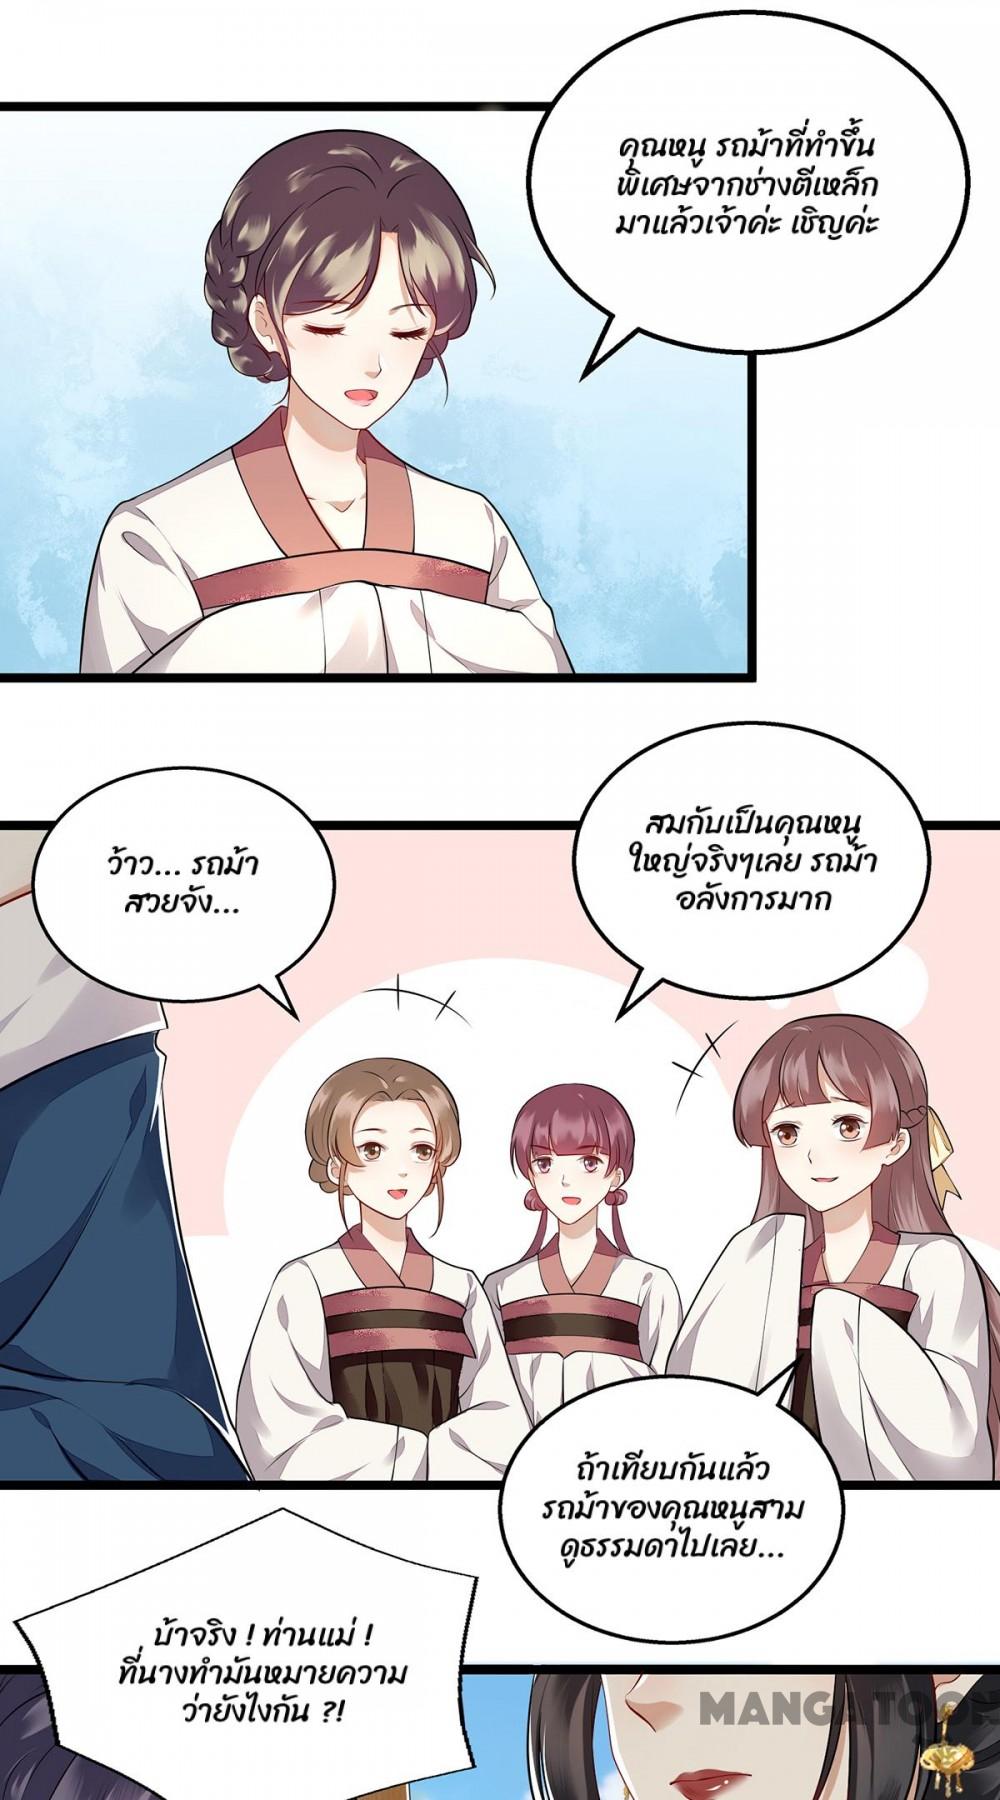 คุณหนู รถม้าที่ทำขึ้น
พิเศษจากช่างตีเหล็ก
มาแล้วเจ้าค่ะ เชิญค่ะ
ว้าว... รถม้า
สวยจัง...
สมกับเป็นคุณหนู
ใหญ่จริงๆเลย รถม้า
อลังการมาก
ถ้าเทียบกันแล้ว
รถม้าของคุณหนูสาม
ดูธรรมดาไปเลย...
บ้าจริง ! ท่านแม่ !
ที่นางทำมันหมายความ
ว่ายังไงกัน ?!
MANGATOON